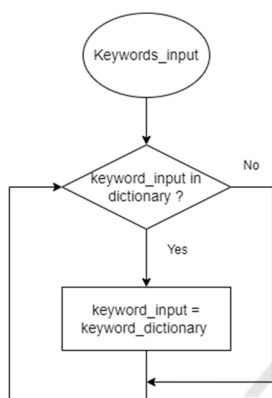 Keywords_input
keyword_input in
dictionary ?
No
Yes
keyword_input =
keyword_dictionary